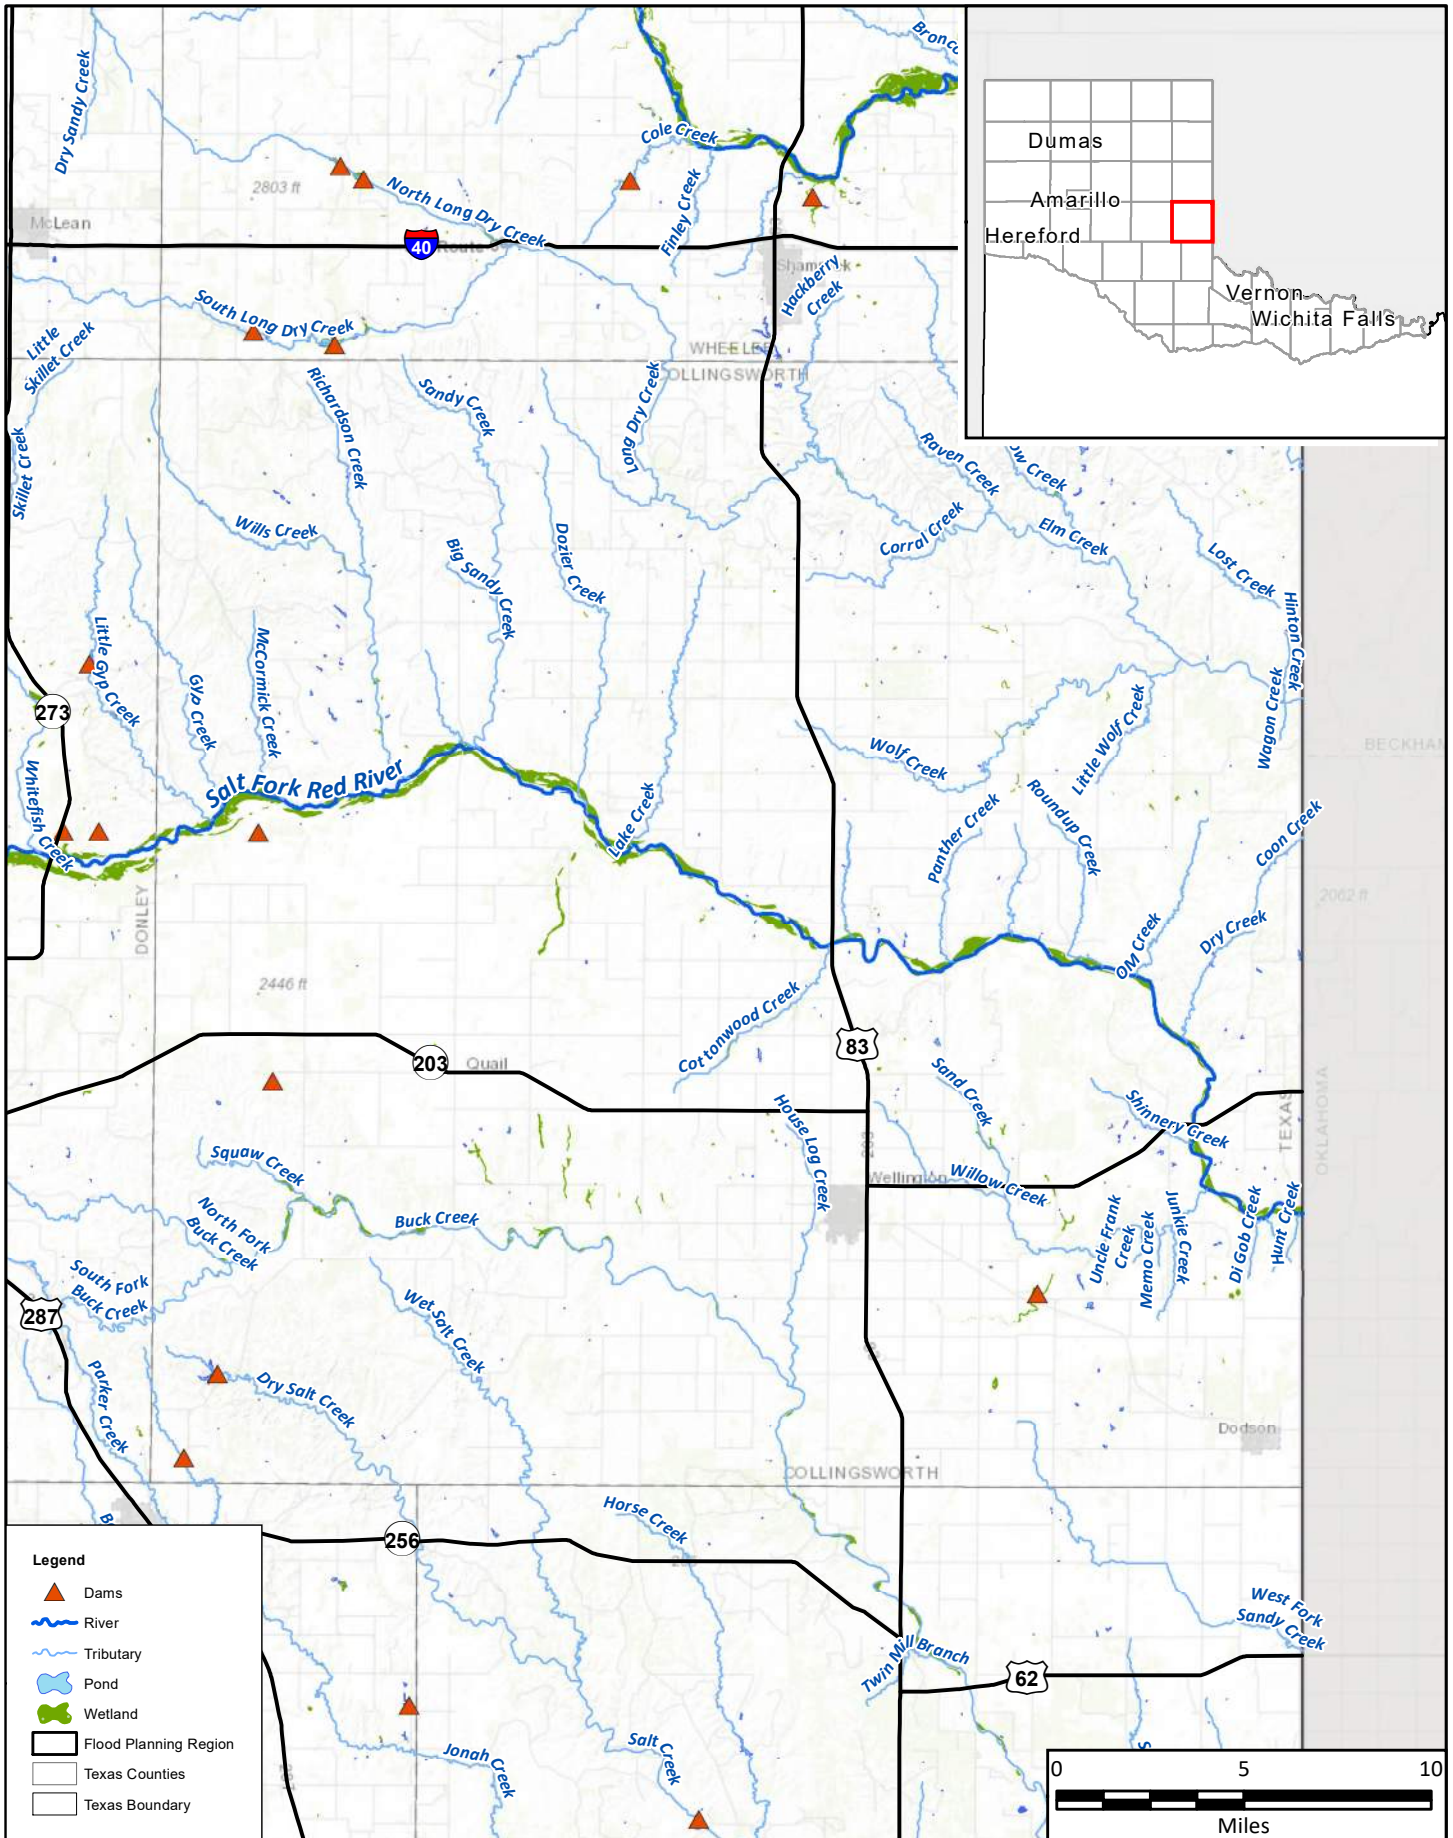 Bronco
Dumas
Amarillo
Hereford
Vernon
Wichita Falls
Dry Sandy Creek
Cole Creek
2803 ft
North Long Dry Creek
Finley Creek
McLean
40
Shamrock
Hackberry
Creek
South Long Dry Creek
Little
Skillet Creek
WHEELER
COLLINGSWORTH
Richardson Creek
Sandy Creek
Long Dry Creek
Skillet Creek
Raven Creek
ow Creek
Wills Creek
Big Sandy Creek
Dozier Creek
Corral Creek
Elm Creek
Lost Creek
Hinton Creek
Little Gyp Creek
Gyp Creek
McCormick Creek
273
Whitefish Creek
Salt Fork Red River
Lake Creek
Wolf Creek
Little Wolf Creek
Wagon Creek
BECKHAM
Panther Creek
Roundup Creek
Coon Creek
2062 ft
DONLEY
OM Creek
Dry Creek
2446 ft
Cottonwood Creek
83
203
Quail
Sand Creek
Shinnery Creek
TEXAS
OKLAHOMA
House Log Creek
203
Wellington
Willow Creek
Squaw Creek
North Fork
Buck Creek
Buck Creek
Uncle Frank
Creek
Memo Creek
Junkie Creek
Di Gob Creek
Hunt Creek
South Fork
Buck Creek
287
Wet Salt Creek
Parker Creek
Dry Salt Creek
Dodson
COLLINGSWORTH
Horse Creek
256
West Fork
Sandy Creek
Twin Mill Branch
62
Salt Creek
Jonah Creek
Legend
Dams
River
Tributary
Pond
Wetland
Flood Planning Region
Texas Counties
Texas Boundary
0 5 10
Miles